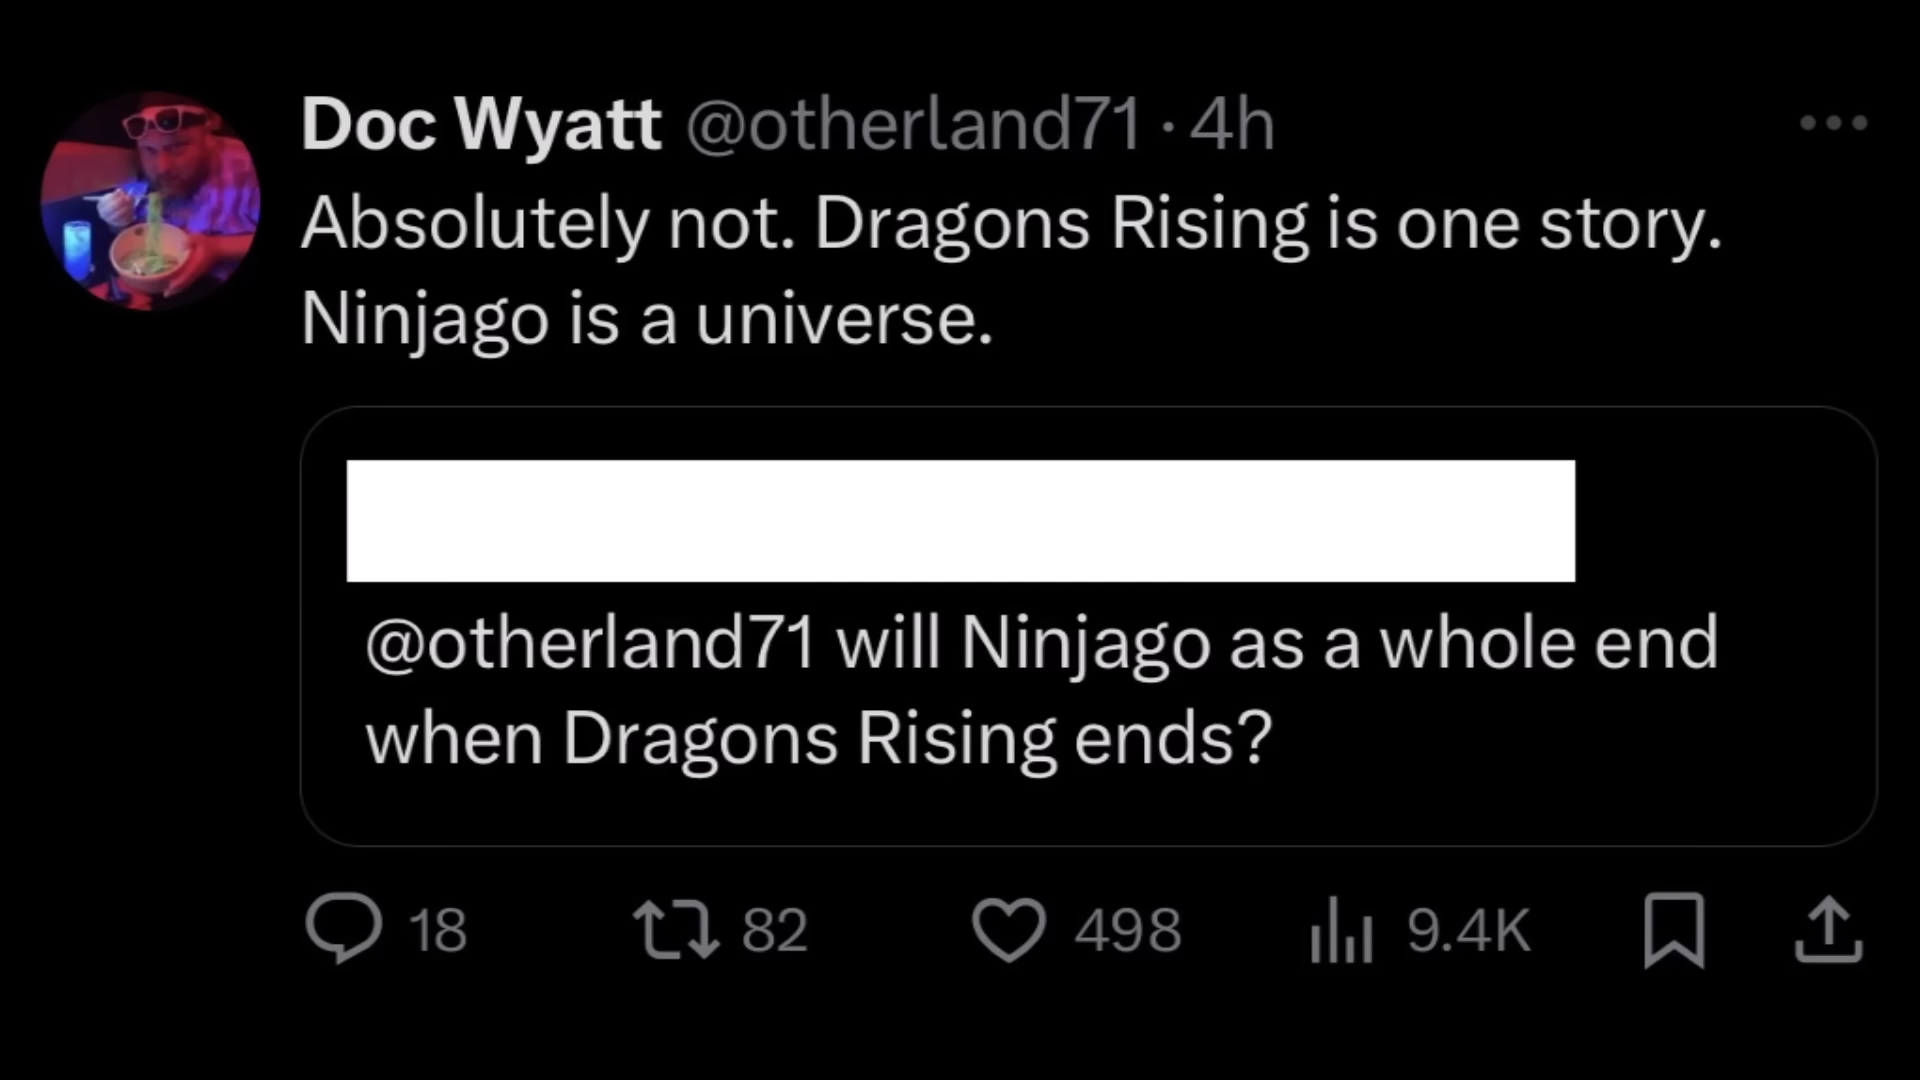 Doc Wyatt @otherland71 · 4h
Absolutely not. Dragons Rising is one story.
Ninjago is a universe.
@otherland71 will Ninjago as a whole end
when Dragons Rising ends?
18 82 498 9.4K